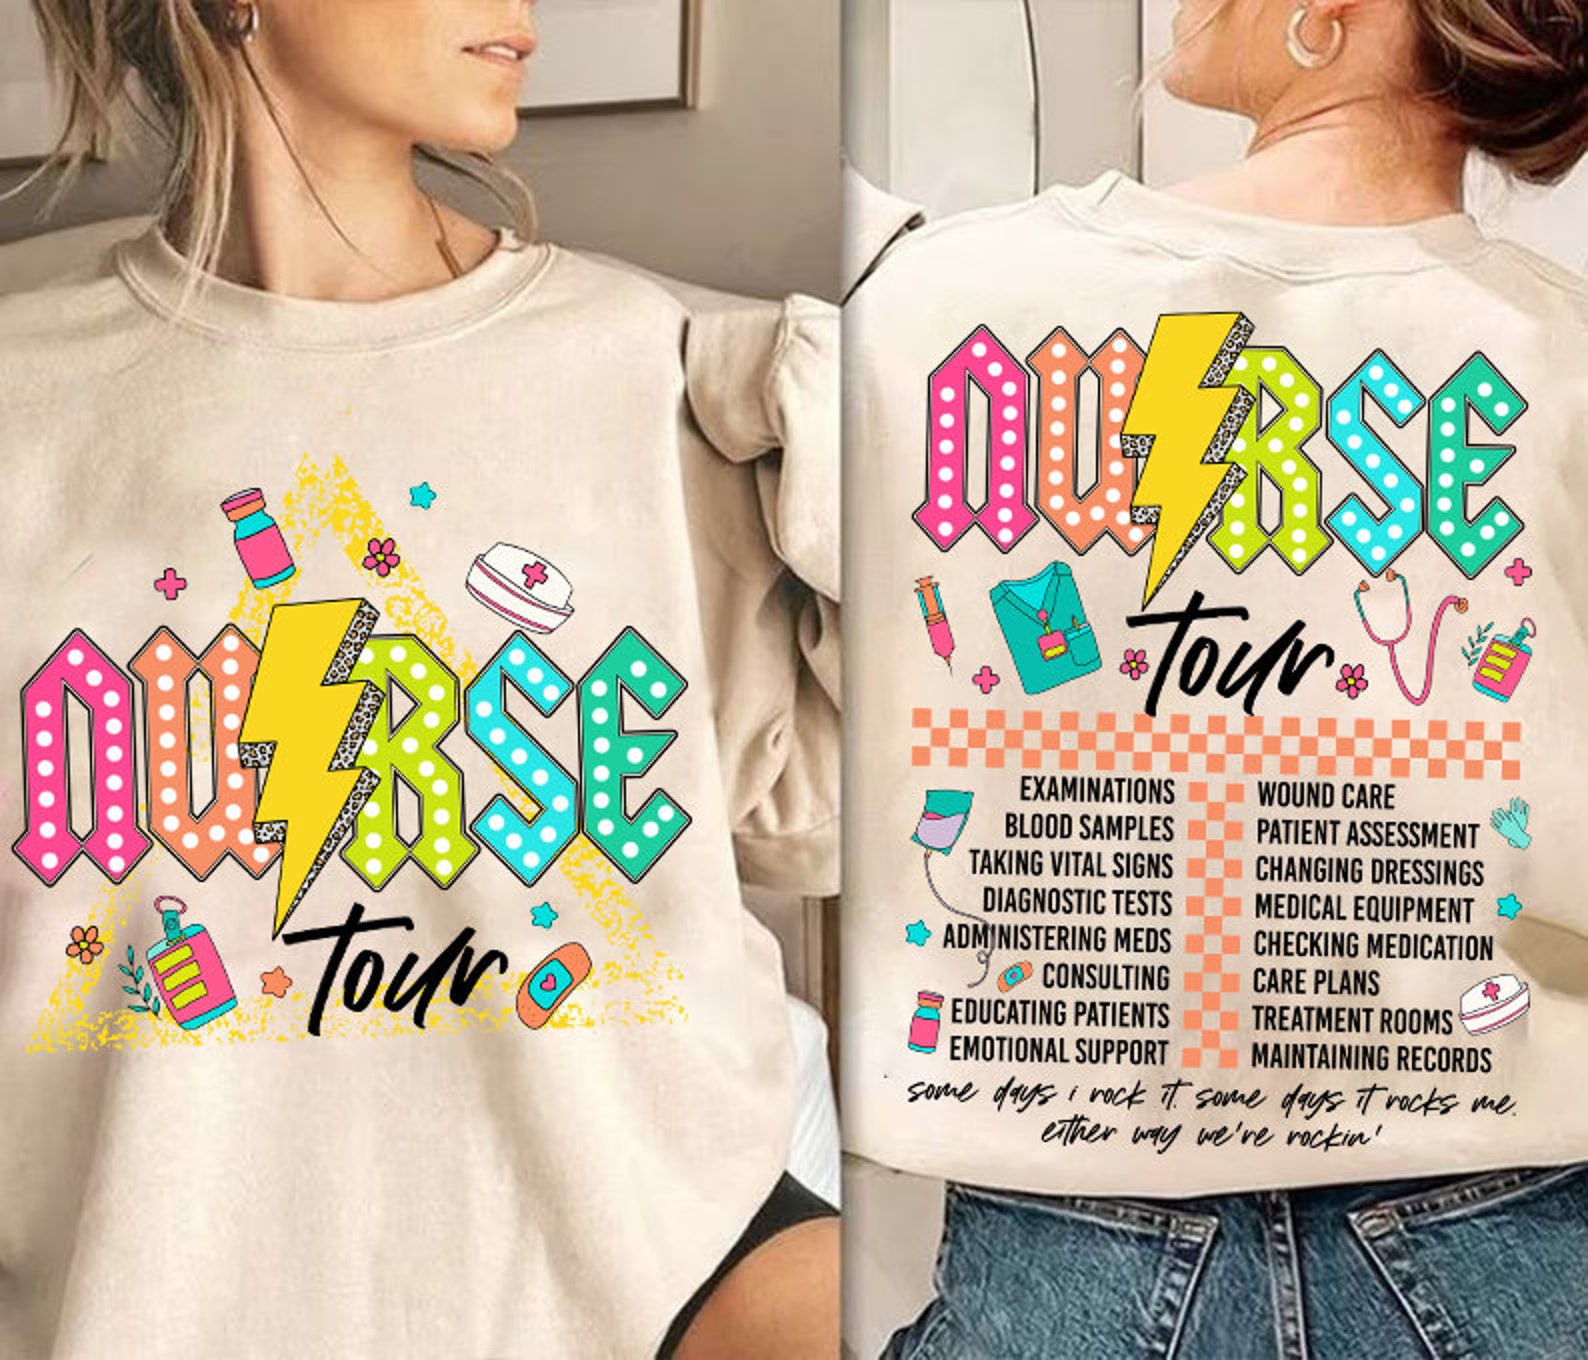 NURSE
tour
NURSE
tour
EXAMINATIONS
BLOOD SAMPLES
TAKING VITAL SIGNS
DIAGNOSTIC TESTS
ADMINISTERING MEDS
CONSULTING
EDUCATING PATIENTS
EMOTIONAL SUPPORT
WOUND CARE
PATIENT ASSESSMENT
CHANGING DRESSINGS
MEDICAL EQUIPMENT
CHECKING MEDICATION
CARE PLANS
TREATMENT ROOMS
MAINTAINING RECORDS
some days i rock it. some days it rocks me.
either way we're rockin'